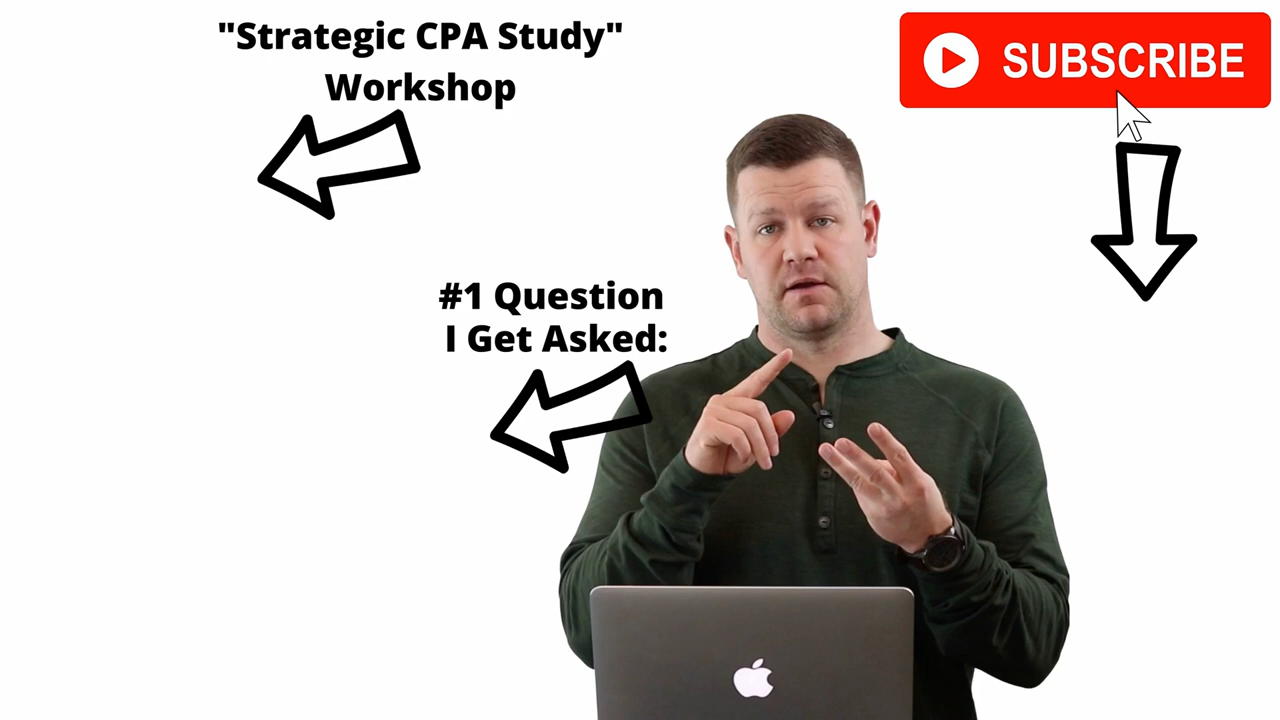 "Strategic CPA Study"
Workshop
SUBSCRIBE
#1 Question
I Get Asked: